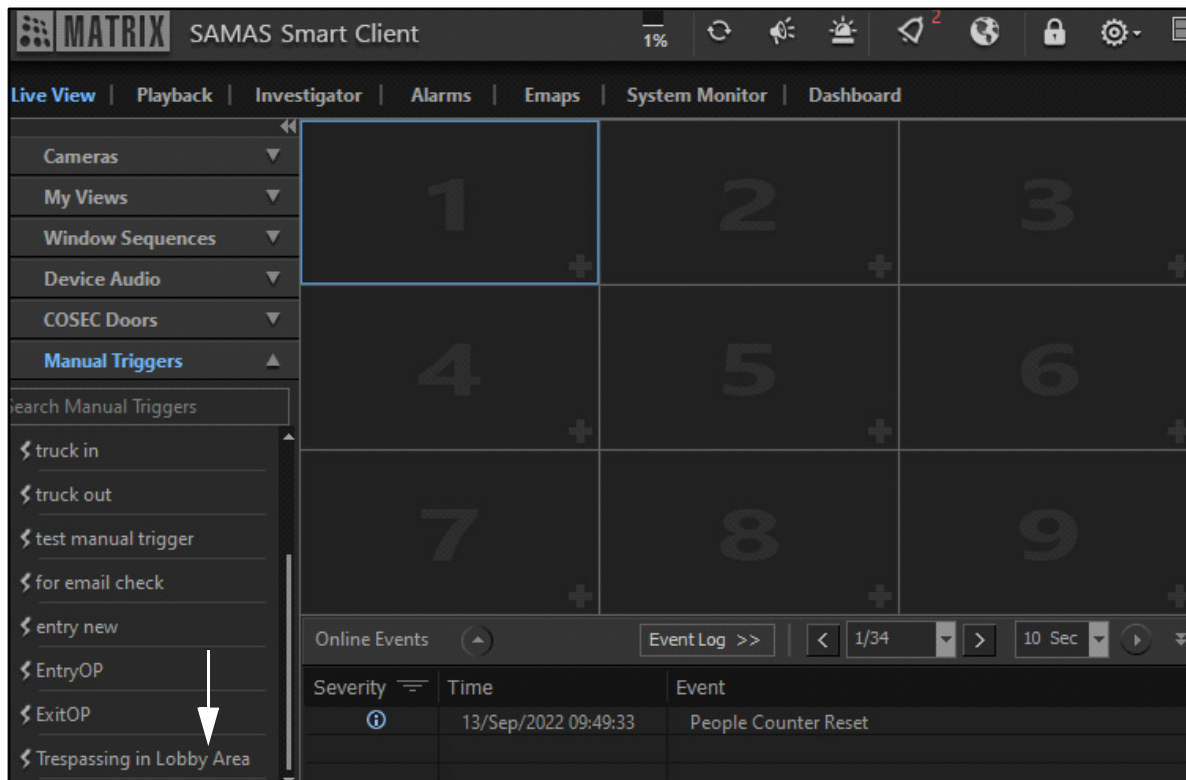 MATRIX SAMAS Smart Client 1% 2
Live View | Playback | Investigator | Alarms | Emaps | System Monitor | Dashboard
Cameras
My Views
Window Sequences
Device Audio
COSEC Doors
Manual Triggers
Search Manual Triggers
truck in
truck out
test manual trigger
for email check
entry new
EntryOP
ExitOP
Trespassing in Lobby Area
1 2 3
4 5 6
7 8 9
Online Events Event Log >> < 1/34 > 10 Sec
Severity Time Event
13/Sep/2022 09:49:33 People Counter Reset